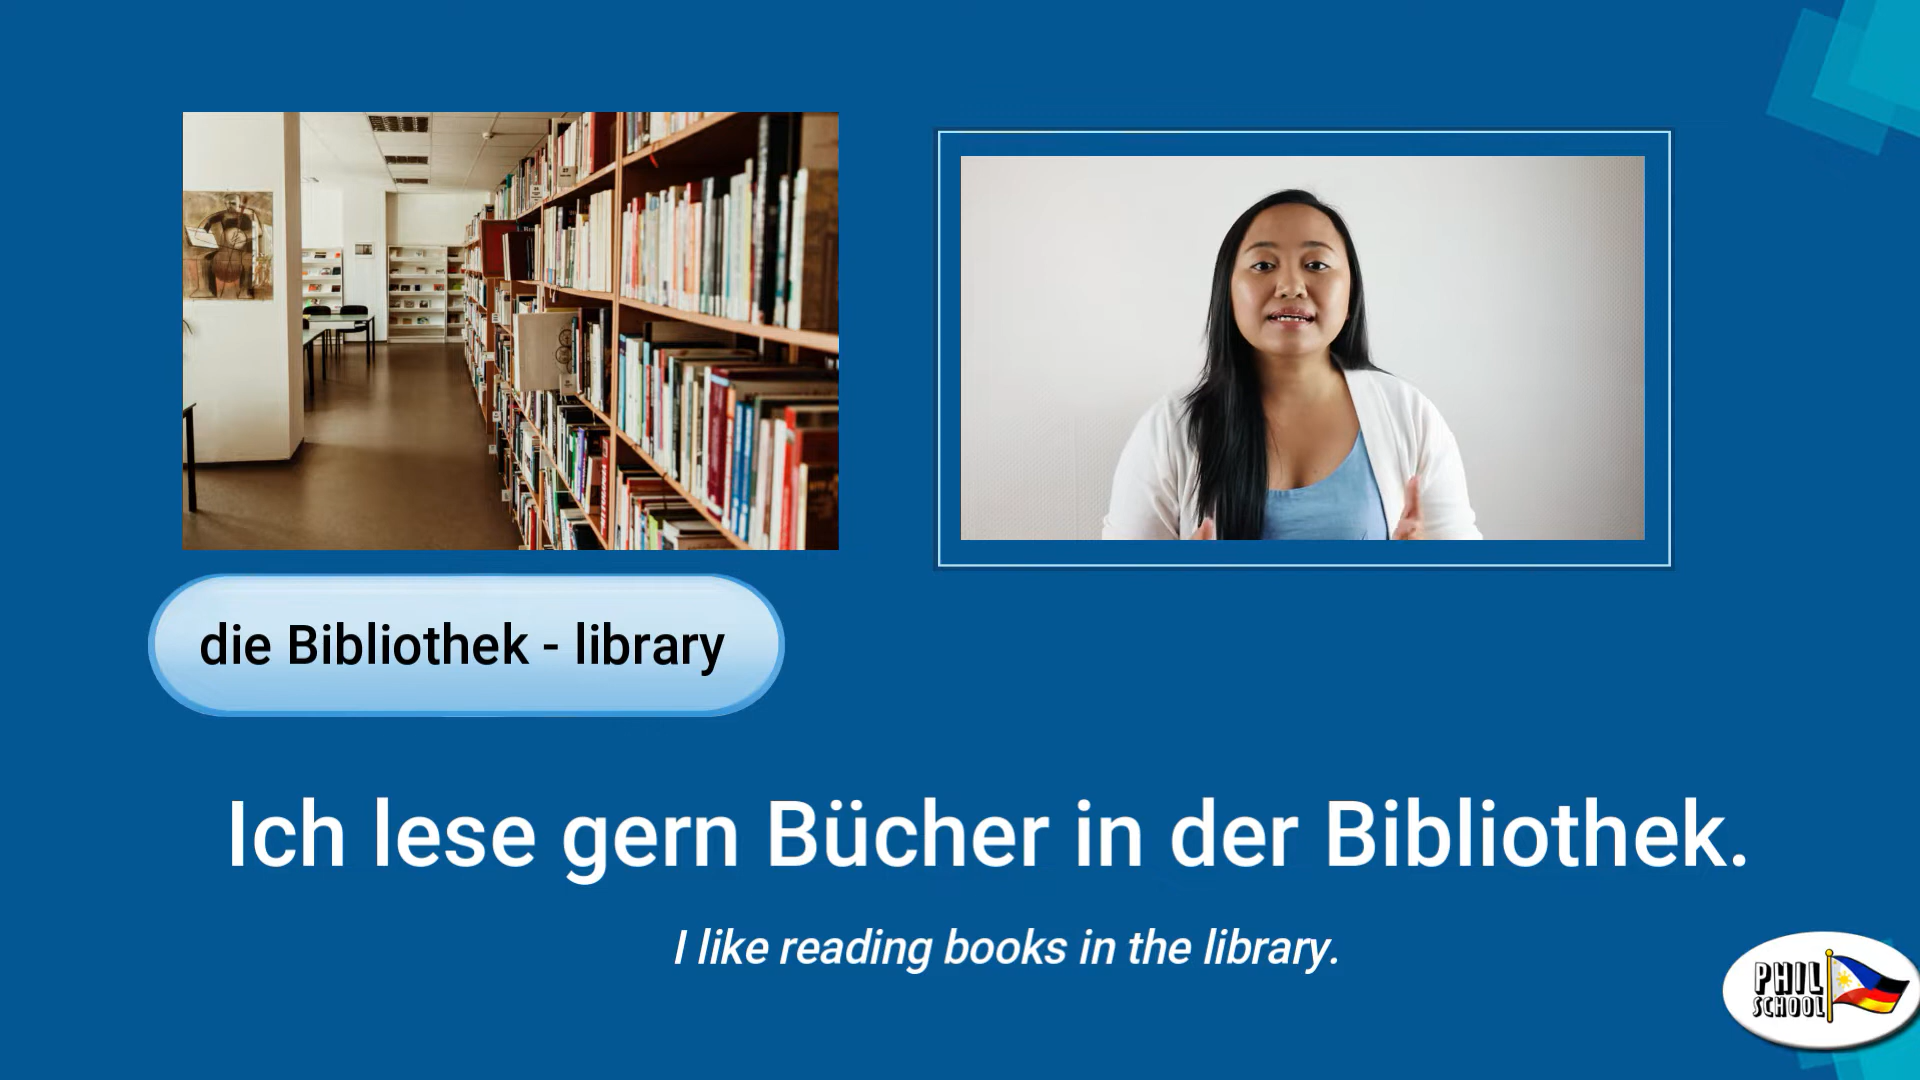 die Bibliothek - library
Ich lese gern Bücher in der Bibliothek.
I like reading books in the library.
PHIL
SCHOOL